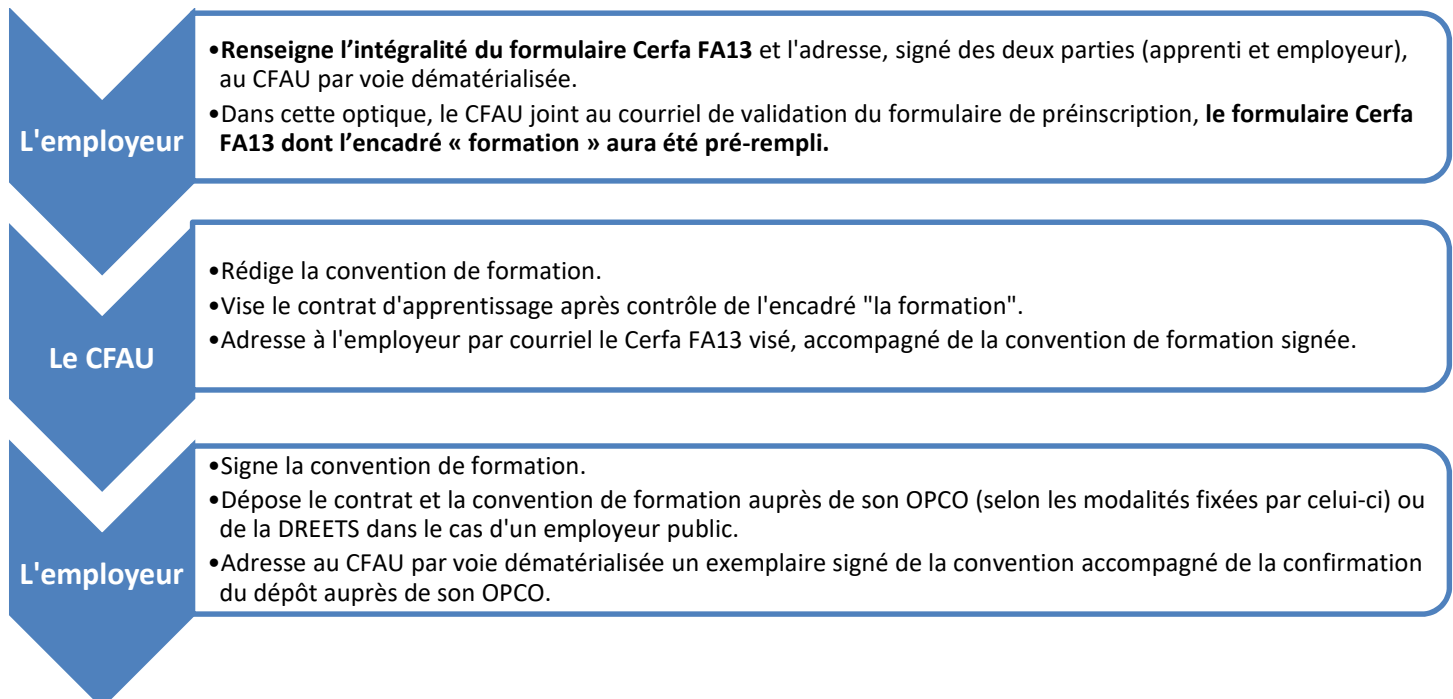 L'employeur
•Renseigne l’intégralité du formulaire Cerfa FA13 et l'adresse, signé des deux parties (apprenti et employeur),
au CFAU par voie dématérialisée.
•Dans cette optique, le CFAU joint au courriel de validation du formulaire de préinscription, le formulaire Cerfa
FA13 dont l’encadré « formation » aura été pré-rempli.
Le CFAU
•Rédige la convention de formation.
•Vise le contrat d'apprentissage après contrôle de l'encadré "la formation".
•Adresse à l'employeur par courriel le Cerfa FA13 visé, accompagné de la convention de formation signée.
L'employeur
•Signe la convention de formation.
•Dépose le contrat et la convention de formation auprès de son OPCO (selon les modalités fixées par celui-ci) ou
de la DREETS dans le cas d'un employeur public.
•Adresse au CFAU par voie dématérialisée un exemplaire signé de la convention accompagné de la confirmation
du dépôt auprès de son OPCO.